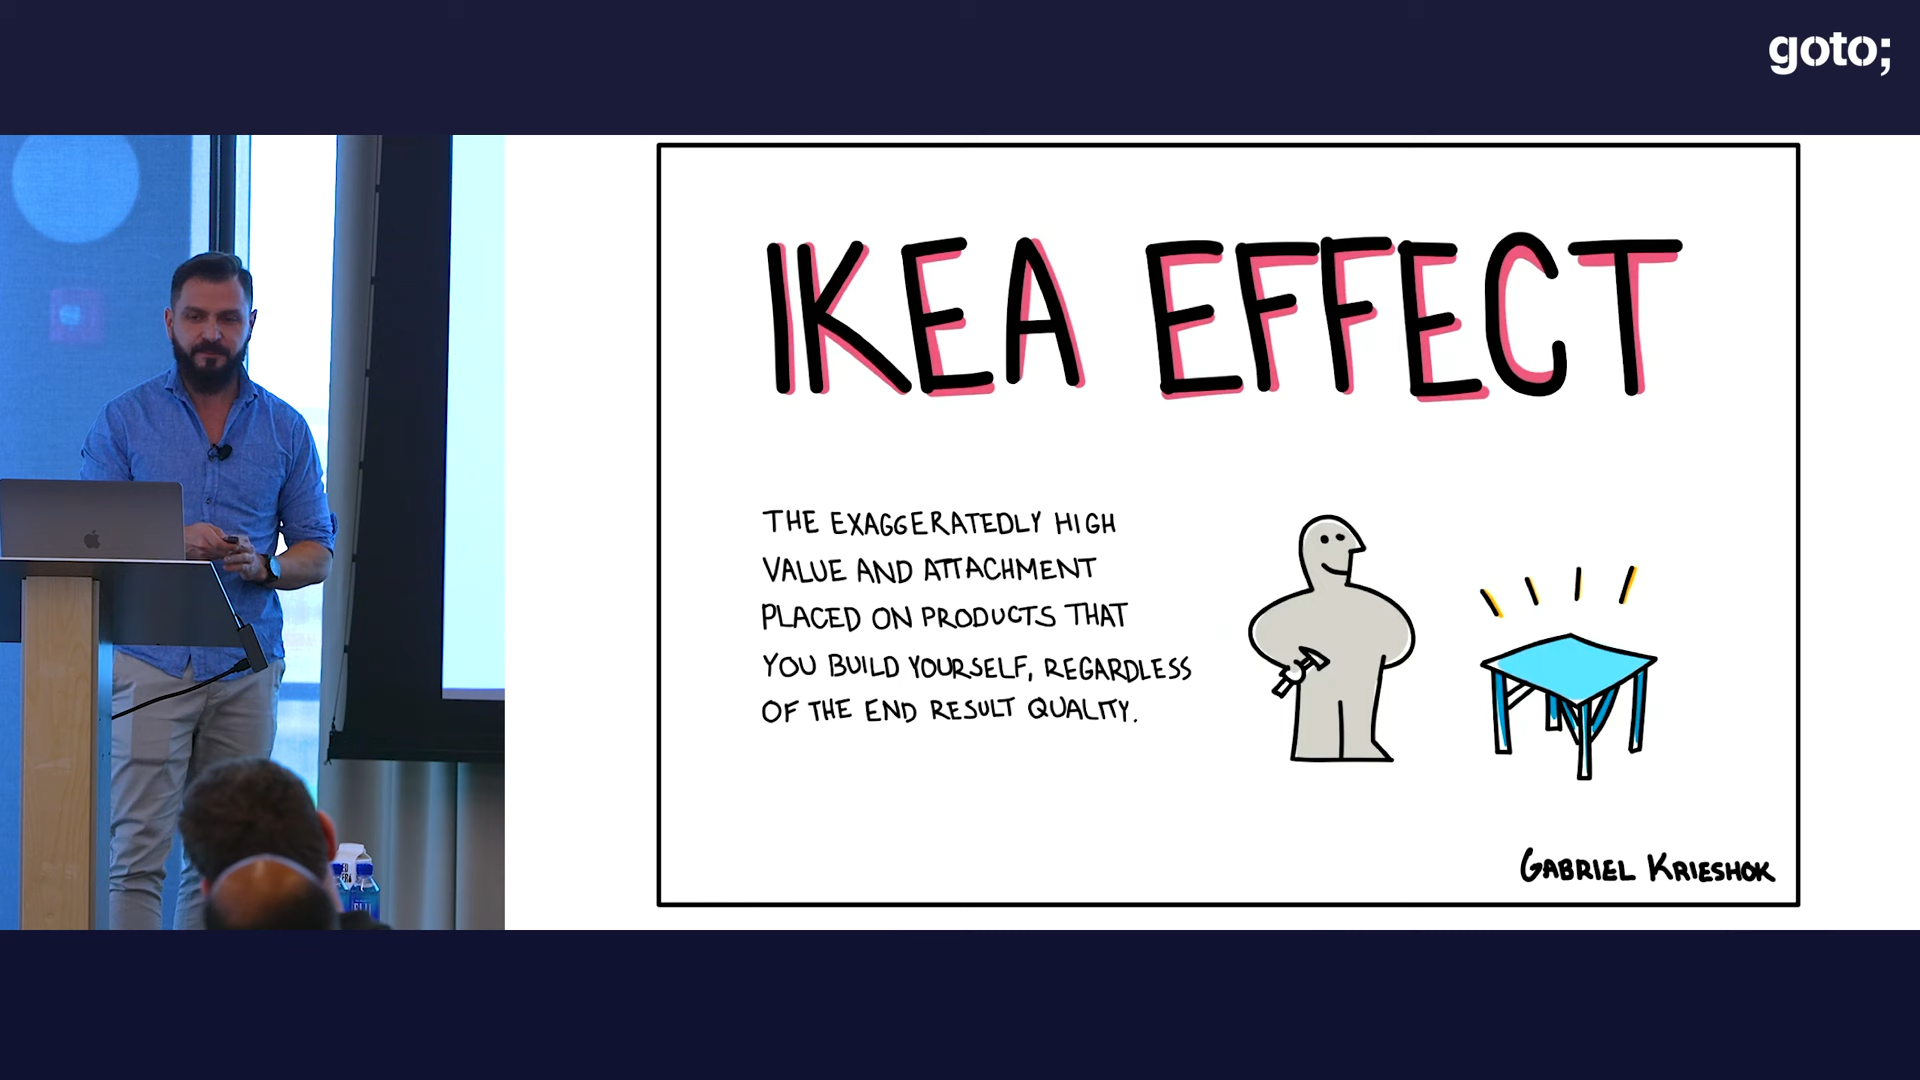 goto;
IKEA EFFECT
THE EXAGGERATEDLY HIGH
VALUE AND ATTACHMENT
PLACED ON PRODUCTS THAT
YOU BUILD YOURSELF, REGARDLESS
OF THE END RESULT QUALITY.
GABRIEL KRIESHOK